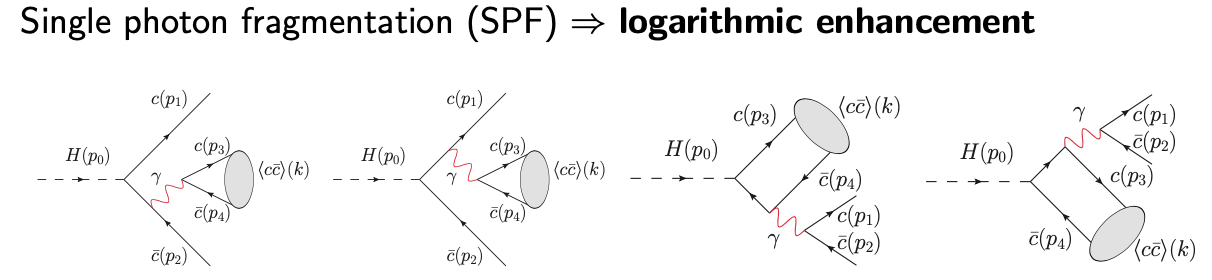 Single photon fragmentation (SPF) ⇒ logarithmic enhancement
H(p₀) c(p₁) γ c(p₃) c̄(p₄) ⟨cc̄⟩(k) c̄(p₂)
H(p₀) c(p₁) γ c(p₃) c̄(p₄) ⟨cc̄⟩(k) c̄(p₂)
H(p₀) c(p₃) ⟨cc̄⟩(k) c̄(p₄) γ c(p₁) c̄(p₂)
H(p₀) γ c(p₁) c̄(p₂) c(p₃) c̄(p₄) ⟨cc̄⟩(k)